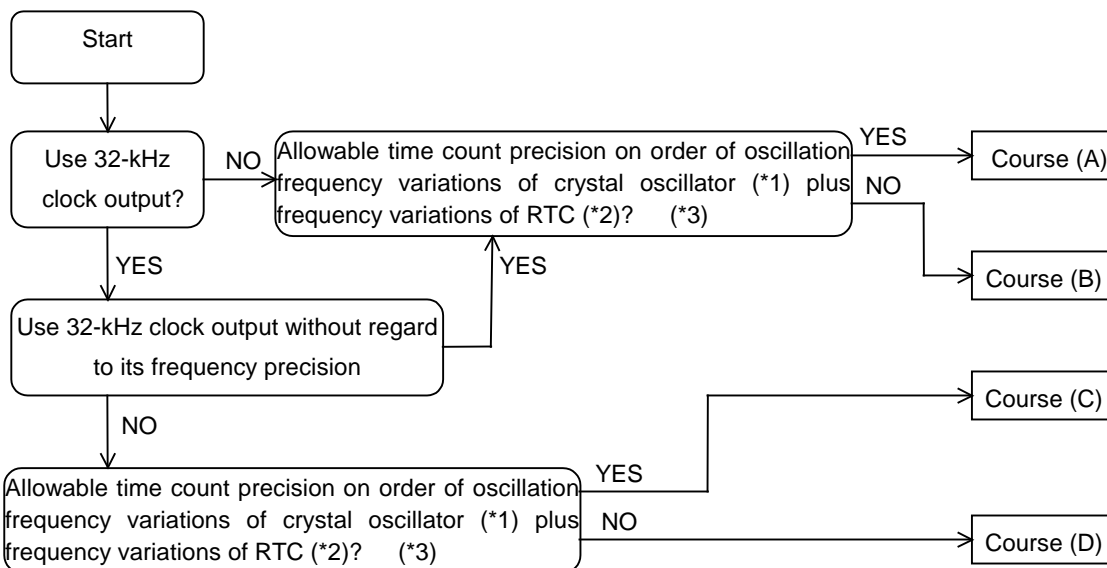 Start
Use 32-kHz
clock output?
NO
Allowable time count precision on order of oscillation
frequency variations of crystal oscillator (*1) plus
frequency variations of RTC (*2)? (*3)
YES
Course (A)
NO
Course (B)
YES
YES
Use 32-kHz clock output without regard
to its frequency precision
Course (C)
NO
Allowable time count precision on order of oscillation
frequency variations of crystal oscillator (*1) plus
frequency variations of RTC (*2)? (*3)
YES
NO
Course (D)